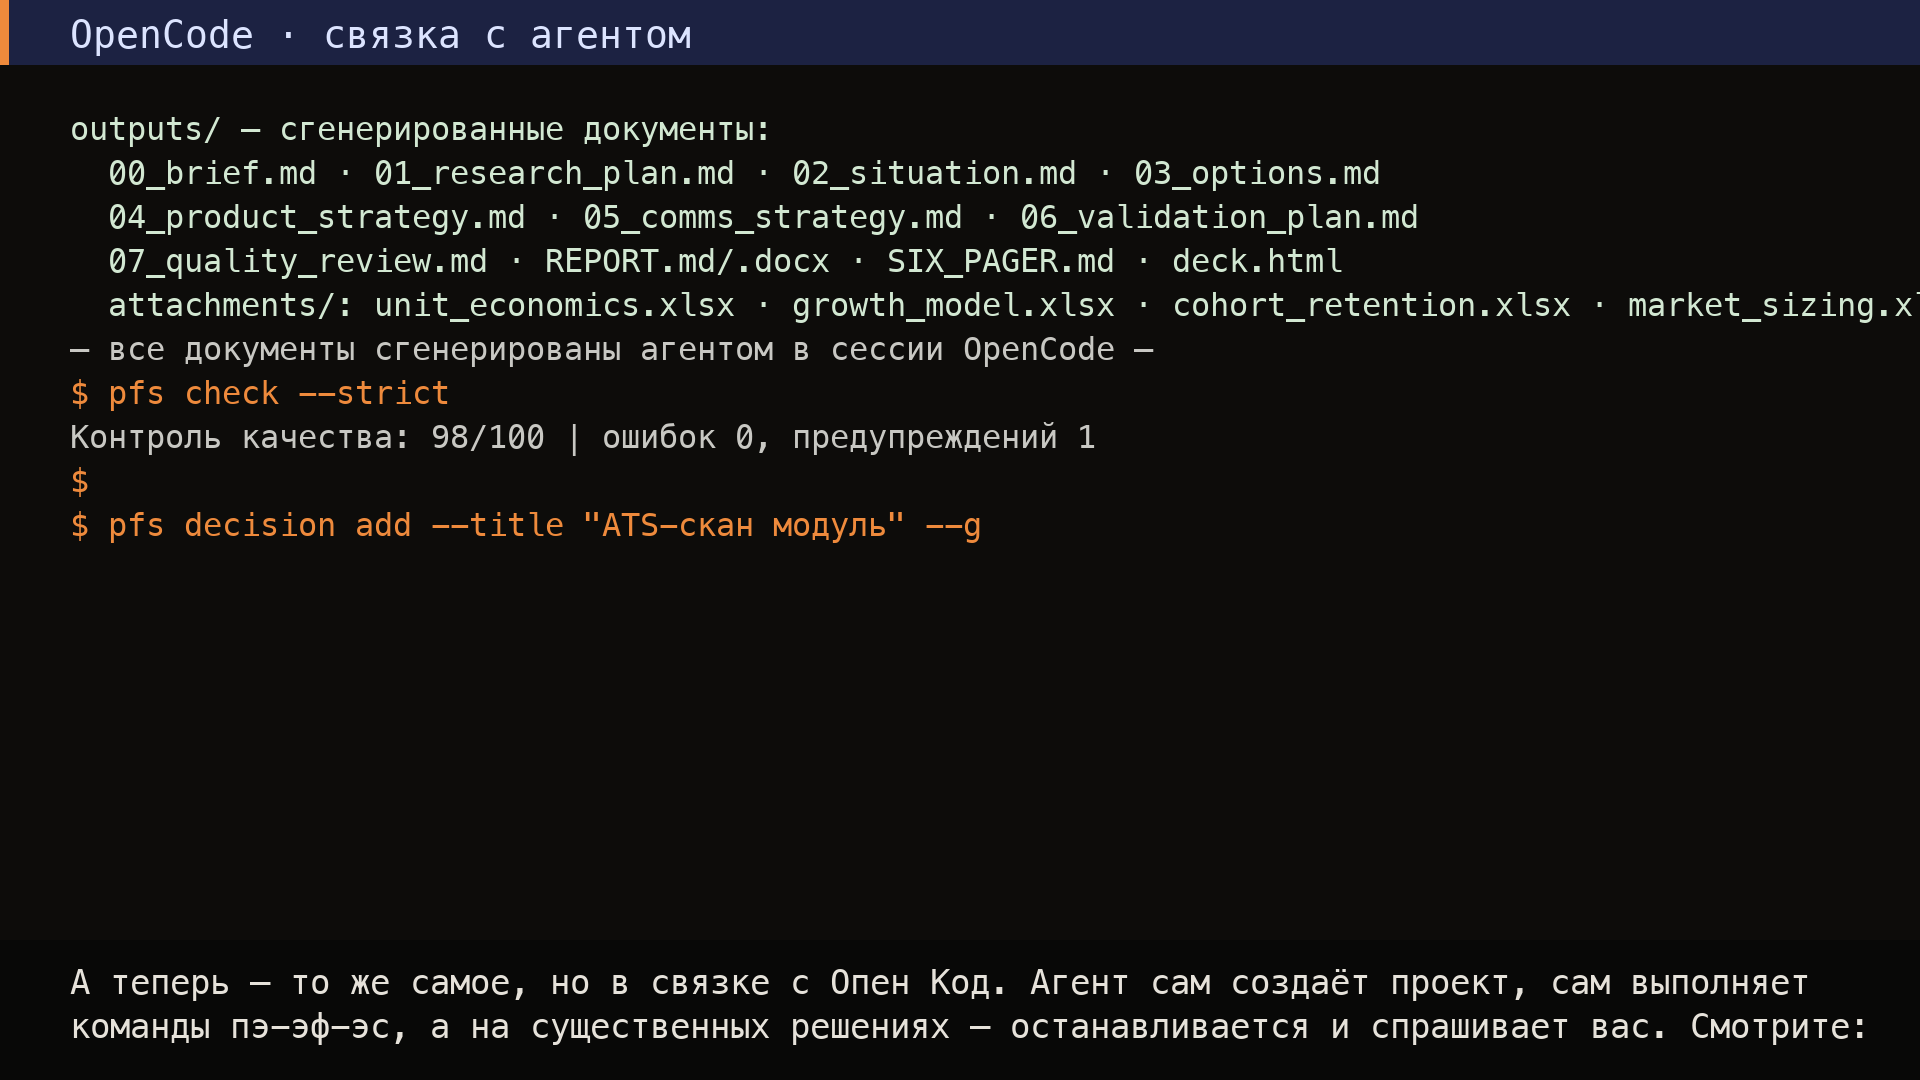 OpenCode · связка с агентом
outputs/ — сгенерированные документы:
00_brief.md · 01_research_plan.md · 02_situation.md · 03_options.md
04_product_strategy.md · 05_comms_strategy.md · 06_validation_plan.md
07_quality_review.md · REPORT.md/.docx · SIX_PAGER.md · deck.html
attachments/: unit_economics.xlsx · growth_model.xlsx · cohort_retention.xlsx · market_sizing.xl
— все документы сгенерированы агентом в сессии OpenCode —
$ pfs check --strict
Контроль качества: 98/100 | ошибок 0, предупреждений 1
$
$ pfs decision add --title "ATS-скан модуль" --g
А теперь — то же самое, но в связке с Опен Код. Агент сам создаёт проект, сам выполняет
команды пэ-эф-эс, а на существенных решениях — останавливается и спрашивает вас. Смотрите: